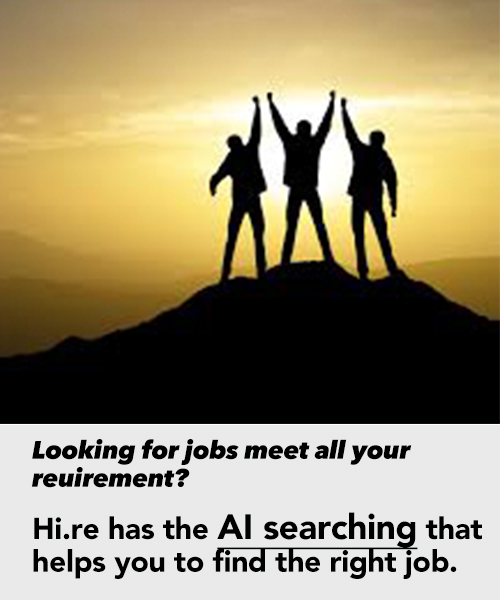 Looking for jobs meet all your
reuirement?
Hi.re has the AI searching that
helps you to find the right job.